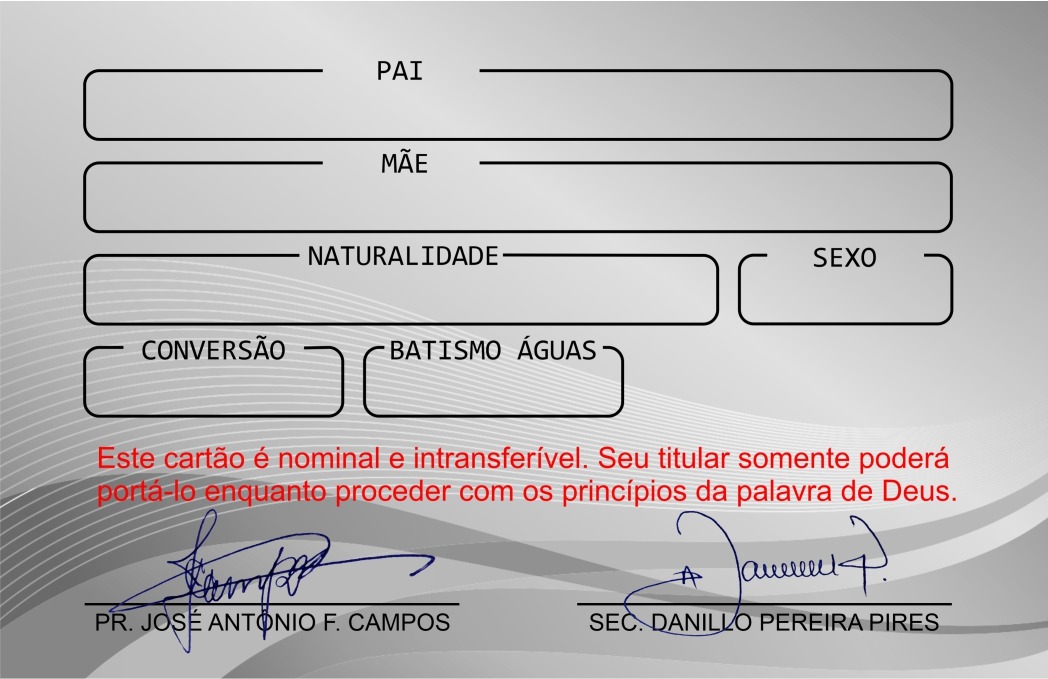 PAI
MÃE
NATURALIDADE SEXO
CONVERSÃO BATISMO ÁGUAS
Este cartão é nominal e intransferível. Seu titular somente poderá
portá-lo enquanto proceder com os princípios da palavra de Deus.
PR. JOSÉ ANTÔNIO F. CAMPOS SEC. DANILLO PEREIRA PIRES